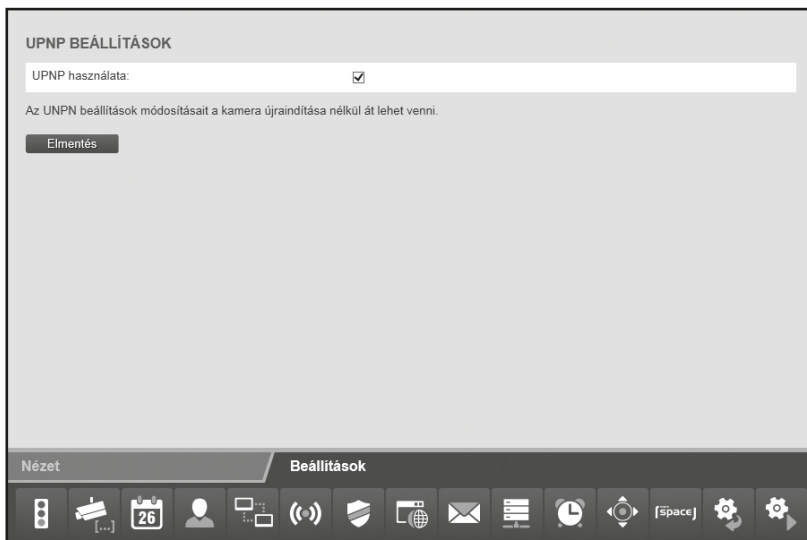 UPNP BEÁLLÍTÁSOK
UPNP használata:
Az UNPN beállítások módosításait a kamera újraindítása nélkül át lehet venni.
Elmentés
Nézet
Beállítások
[...]
26
[space]